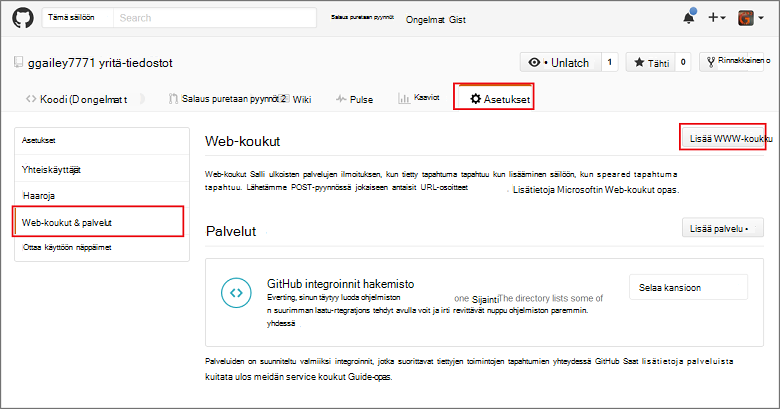 Tämä säilöön
Search
Salaus puretaan pyynnöt
Ongelmat Gist
ggailey7771 yritä-tiedostot
• Unlatch 1
Tähti 0
Rinnakkainen o
Koodi (D ongelmat t
Salaus puretaan pyynnöt 2
Wiki
Pulse
Kaaviot
Asetukset
Asetukset
Yhteiskäyttäjät
Haaroja
Web-koukut & palvelut
Ottaa käyttöön näppäimet
Web-koukut
Lisää WWW-koukku
Web-koukut Salli ulkoisten palvelujen ilmoituksen, kun tietty tapahtuma tapahtuu kun lisääminen säilöön, kun speared tapahtuma
tapahtuu. Lähetämme POST-pyynnössä jokaiseen antaisit URL-osoitteet . Lisätietoja Microsoftin Web-koukut opas.
Palvelut
Lisää palvelu •
GitHub integroinnit hakemisto
Everting, sinun täytyy luoda ohjelmiston one Sijainti The directory lists some of
n suurimman laatu-rtegratjons tehdyt avulla voit ja irti revittävät nuppu ohjelmiston paremmin.
yhdessä
Selaa kansioon
Palveluiden on suunniteltu valmiiksi integroinnit, jotka suorittavat tiettyjen toimintojen tapahtumien yhteydessä GitHub Saat lisätietoja palveluista
kuitata ulos meidän service koukut Guide-opas.